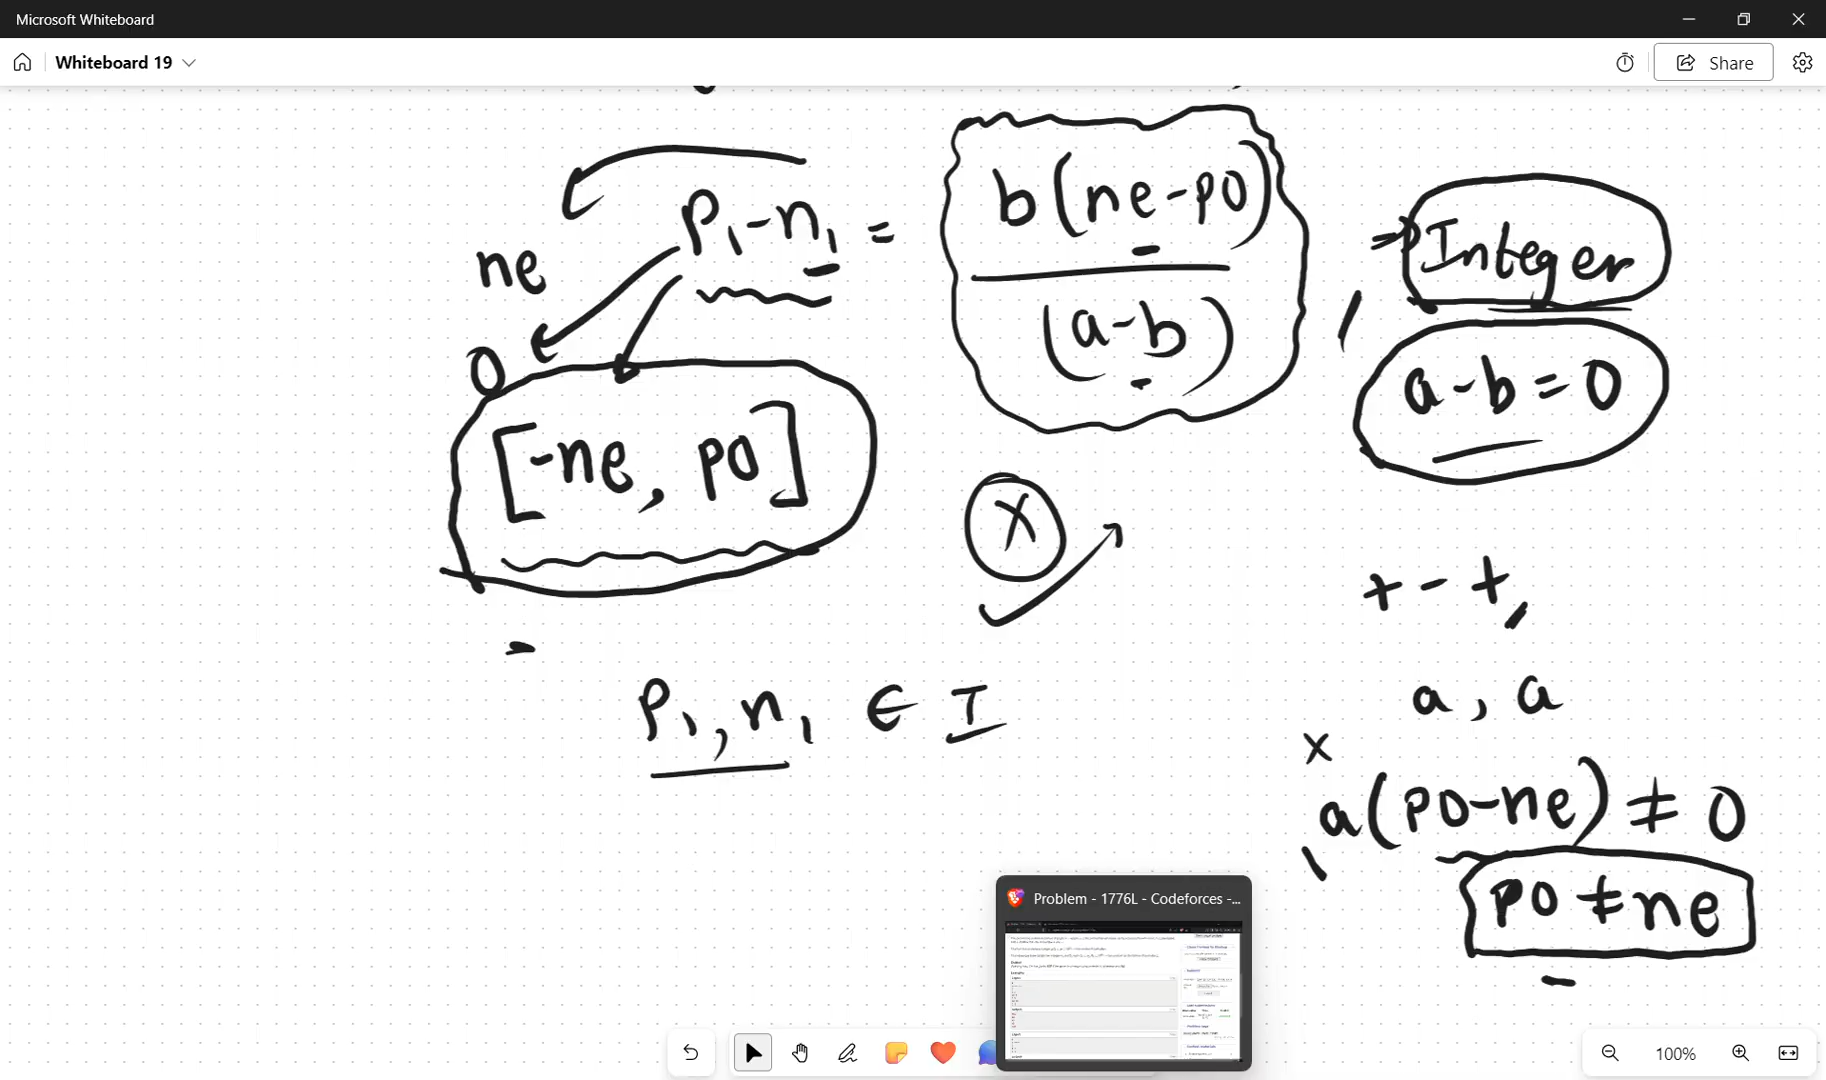 Microsoft Whiteboard
Whiteboard 19
Share
p₁-n₁ = b(ne-po) / (a-b) ⇒ Integer
ne
, a-b=0
0
[-ne, po]
X
+ - +,
p₁, n₁ ∈ I
a, a
x
a(po-ne) ≠ 0
po ≠ ne
Problem - 1776L - Codeforces -...
100%